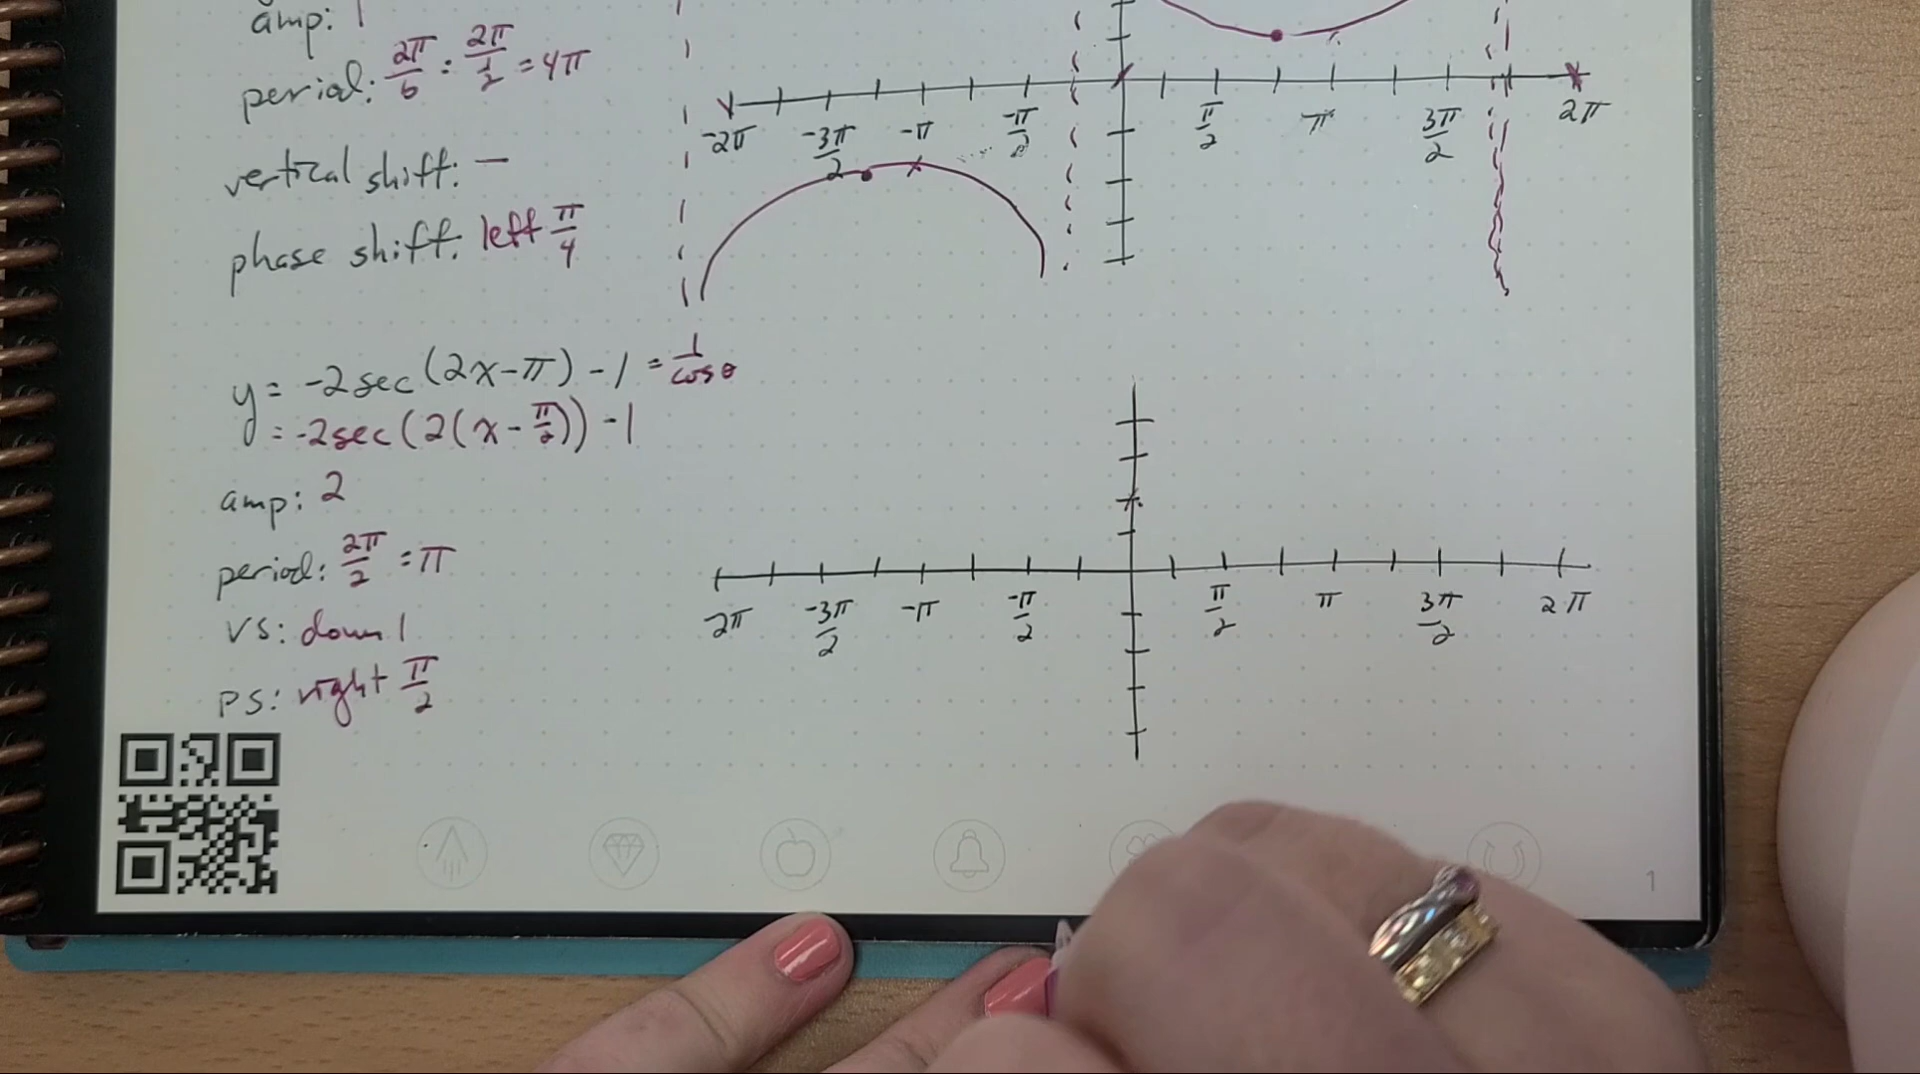 amp: 1
period: 2π/b = 2π/(1/2) = 4π
vertical shift: —
phase shift: left π/4
-2π -3π/2 -π -π/2 π/2 π 3π/2 2π
y = -2sec(2x-π) - 1 = 1/cosθ
y = -2sec(2(x-π/2)) - 1
amp: 2
period: 2π/2 = π
VS: down 1
PS: right π/2
-2π -3π/2 -π -π/2 π/2 π 3π/2 2π
1